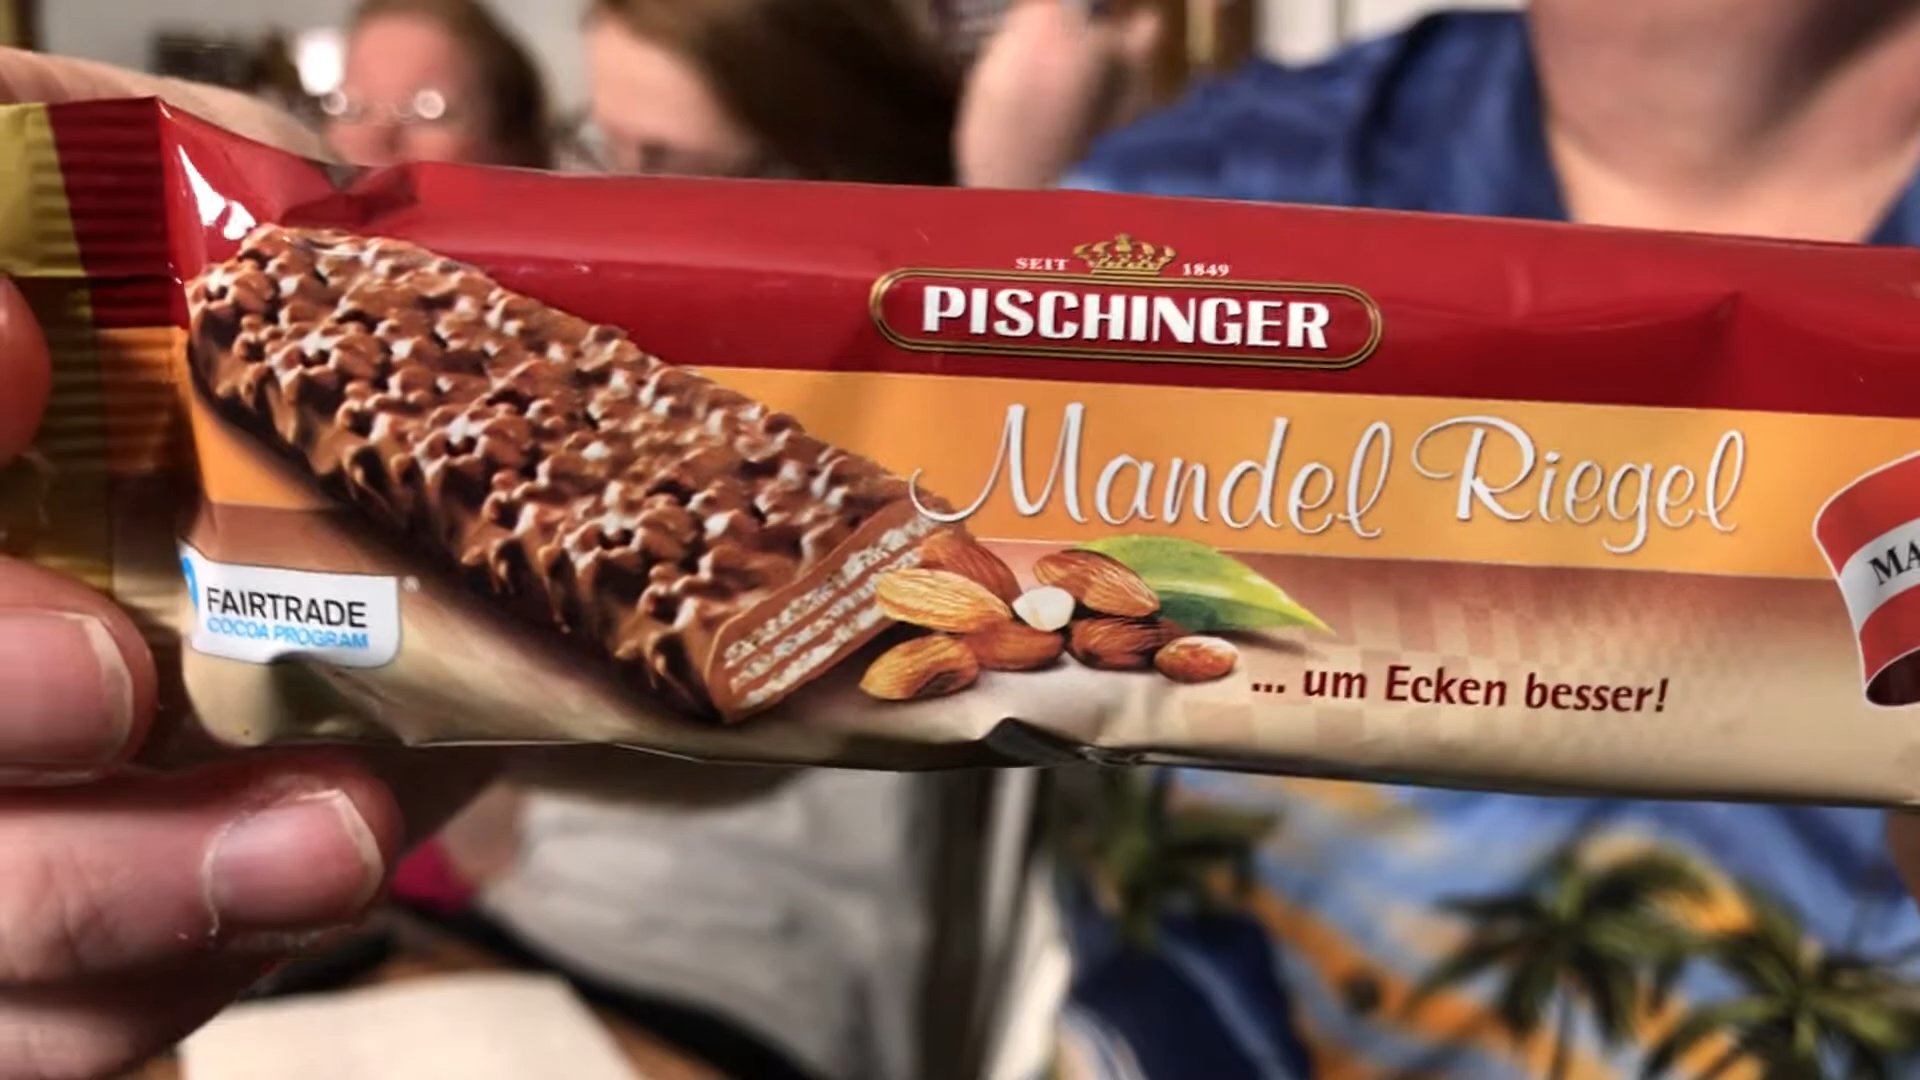 SEIT 1849
PISCHINGER
Mandel Riegel
FAIRTRADE
COCOA PROGRAM
... um Ecken besser!